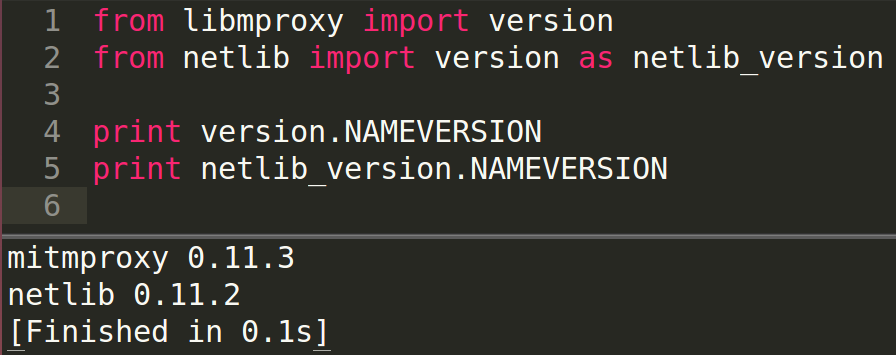 1 from libmproxy import version
2 from netlib import version as netlib_version
3
4 print version.NAMEVERSION
5 print netlib_version.NAMEVERSION
6
mitmproxy 0.11.3
netlib 0.11.2
[Finished in 0.1s]